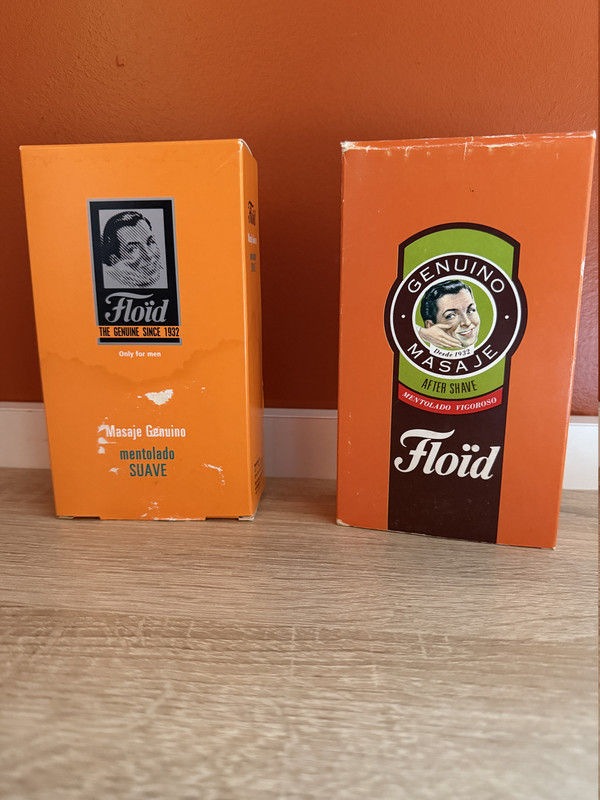 Floïd
THE GENUINE SINCE 1932
Only for men
Masaje Genuino
mentolado
SUAVE
Floïd
GENUINO
Desde 1932
MASAJE
AFTER SHAVE
MENTOLADO VIGOROSO
Floïd